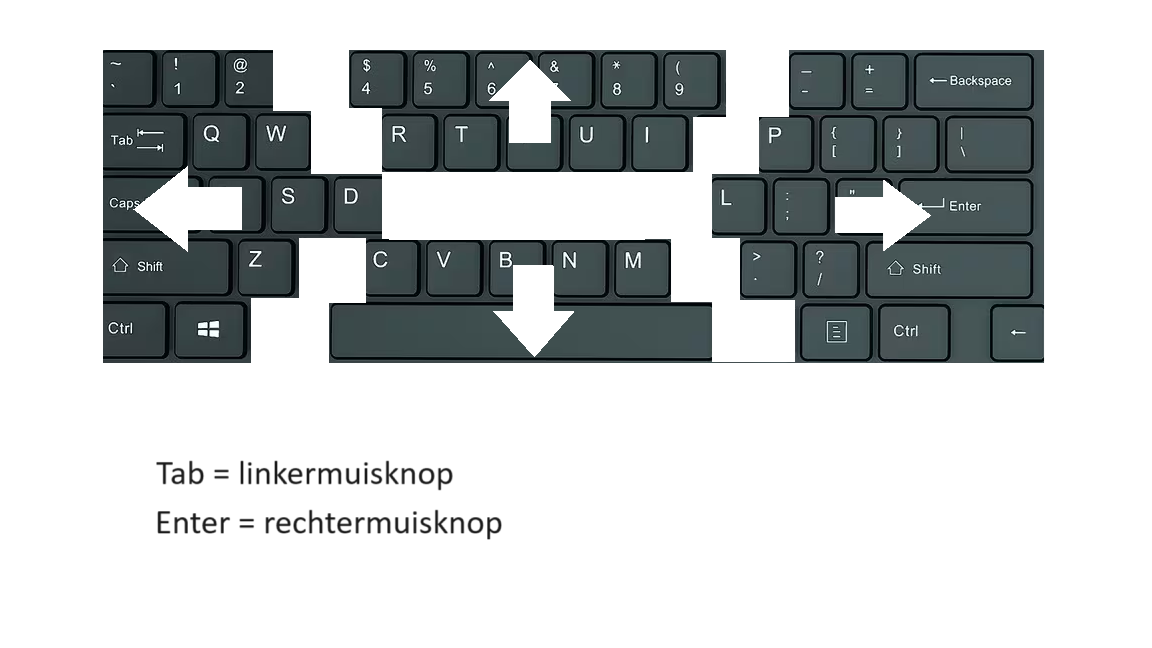 ~ ! @ $ % ^ & * ( _ +
` 1 2 4 5 6 8 9 - = ← Backspace
Tab Q W R T U I P { } |
[ ] \
Caps S D L : " Enter
;
Shift Z C V B N M > ? Shift
. /
Ctrl Ctrl ←
Tab = linkermuisknop
Enter = rechtermuisknop